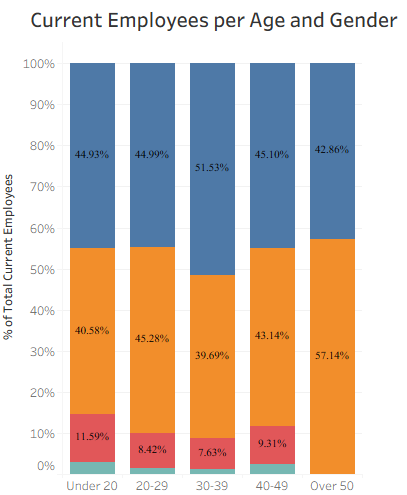 Current Employees per Age and Gender
% of Total Current Employees
100%
90%
80%
70%
60%
50%
40%
30%
20%
10%
0%
44.93% 44.99% 51.53% 45.10% 42.86%
40.58% 45.28% 39.69% 43.14% 57.14%
11.59% 8.42% 7.63% 9.31%
Under 20 20-29 30-39 40-49 Over 50